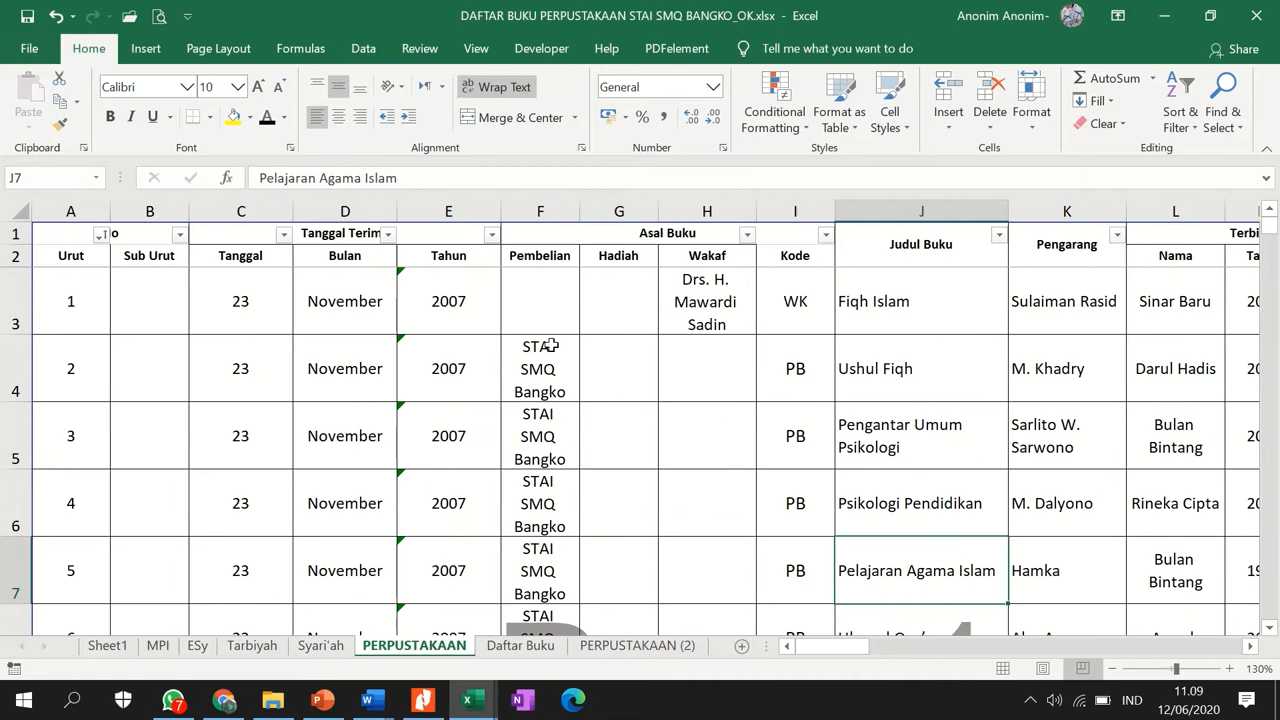 DAFTAR BUKU PERPUSTAKAAN STAI SMQ BANGKO_OK.xlsx - Excel
Anonim Anonim-
File Home Insert Page Layout Formulas Data Review View Developer Help PDFelement Tell me what you want to do Share
Paste
Calibri 10
B I U
Wrap Text
Merge & Center
General
Conditional Formatting
Format as Table
Cell Styles
Insert Delete Format
AutoSum
Fill
Clear
Sort & Filter
Find & Select
Clipboard Font Alignment Number Styles Cells Editing
J7 fx Pelajaran Agama Islam
A B C D E F G H I J K L
1 o Tanggal Terim Asal Buku Judul Buku Pengarang Terbi
2 Urut Sub Urut Tanggal Bulan Tahun Pembelian Hadiah Wakaf Kode Nama Ta
3 1 23 November 2007 Drs. H. Mawardi Sadin WK Fiqh Islam Sulaiman Rasid Sinar Baru 20
4 2 23 November 2007 STAI SMQ Bangko PB Ushul Fiqh M. Khadry Darul Hadis 20
5 3 23 November 2007 STAI SMQ Bangko PB Pengantar Umum Psikologi Sarlito W. Sarwono Bulan Bintang 20
6 4 23 November 2007 STAI SMQ Bangko PB Psikologi Pendidikan M. Dalyono Rineka Cipta 20
7 5 23 November 2007 STAI SMQ Bangko PB Pelajaran Agama Islam Hamka Bulan Bintang 19
STAI
Sheet1 MPI ESy Tarbiyah Syari'ah PERPUSTAKAAN Daftar Buku PERPUSTAKAAN (2)
130%
7
IND
11.09
12/06/2020